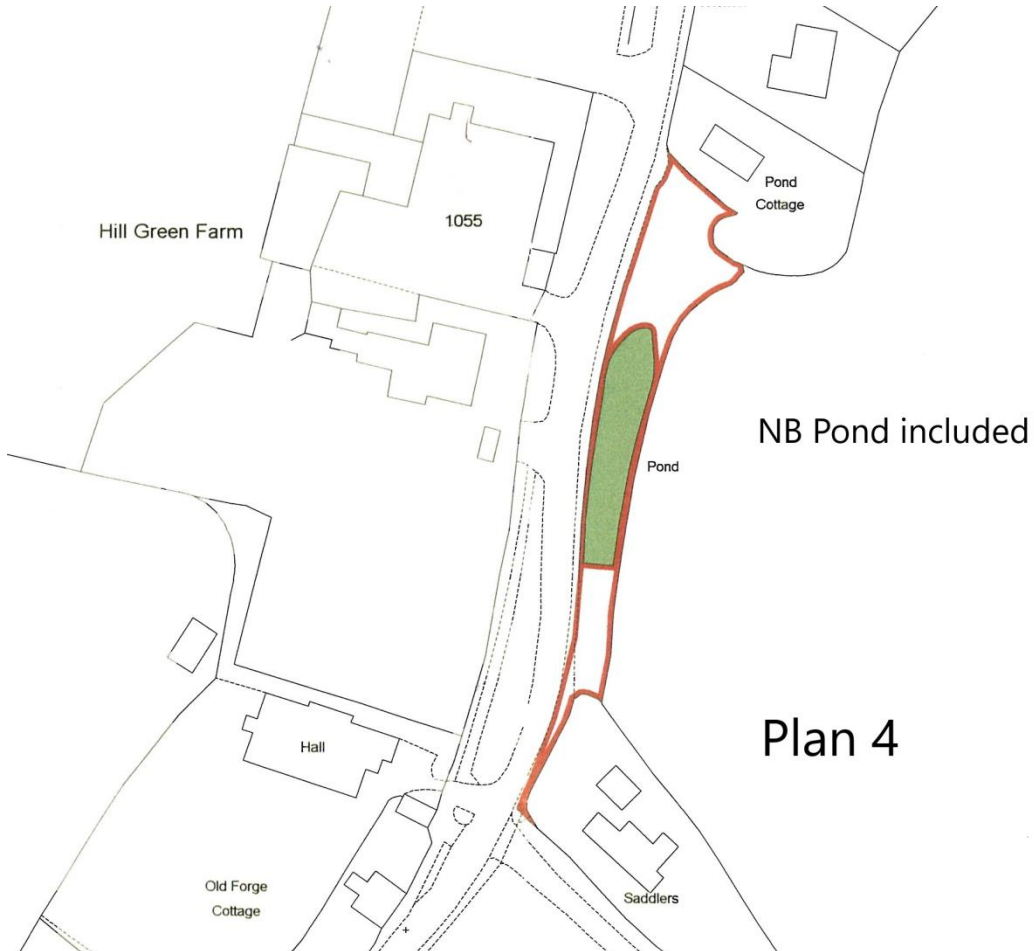 Pond
Cottage
Hill Green Farm
1055
NB Pond included
Pond
Plan 4
Hall
Old Forge
Cottage
Saddlers